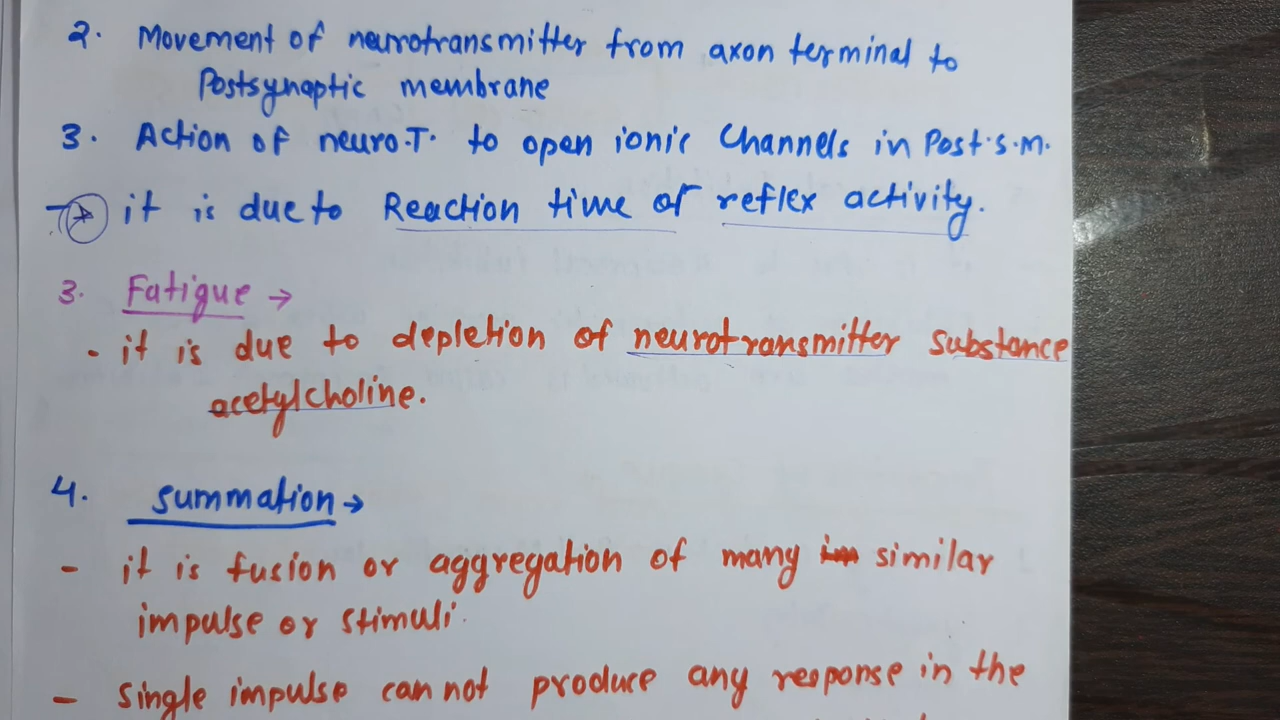 2. Movement of neurotransmitter from axon terminal to
Postsynaptic membrane
3. Action of neuro.T. to open ionic Channels in Post.s.m.
→ it is due to Reaction time of reflex activity.
3. Fatigue →
- it is due to depletion of neurotransmitter substance
acetylcholine.
4. summation →
- it is fusion or aggregation of many similar
impulse or stimuli.
- single impulse can not produce any response in the